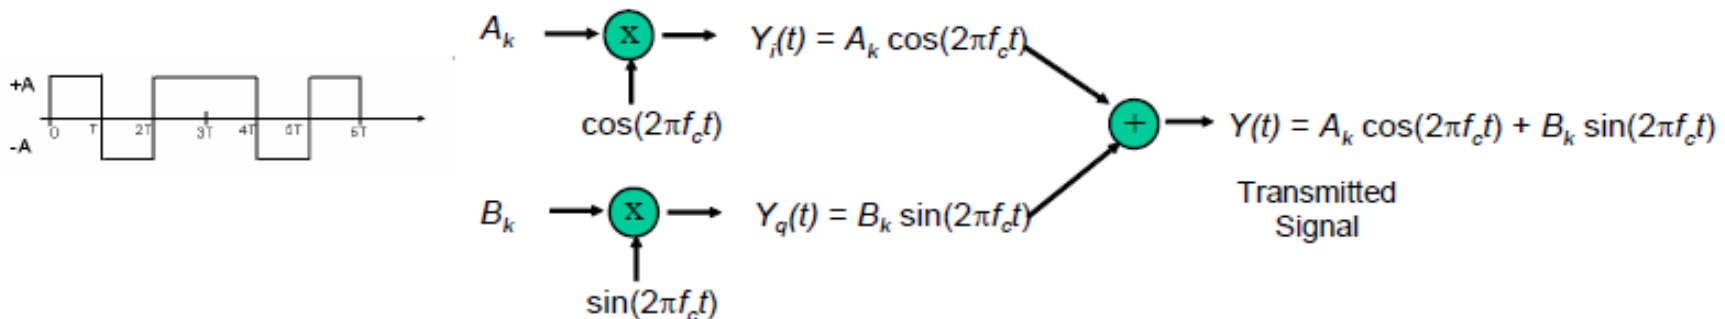 +A
-A
0 T 2T 3T 4T 5T 6T
A_k
x
Y_i(t) = A_k cos(2πf_ct)
cos(2πf_ct)
+
Y(t) = A_k cos(2πf_ct) + B_k sin(2πf_ct)
Transmitted
Signal
B_k
x
Y_q(t) = B_k sin(2πf_ct)
sin(2πf_ct)